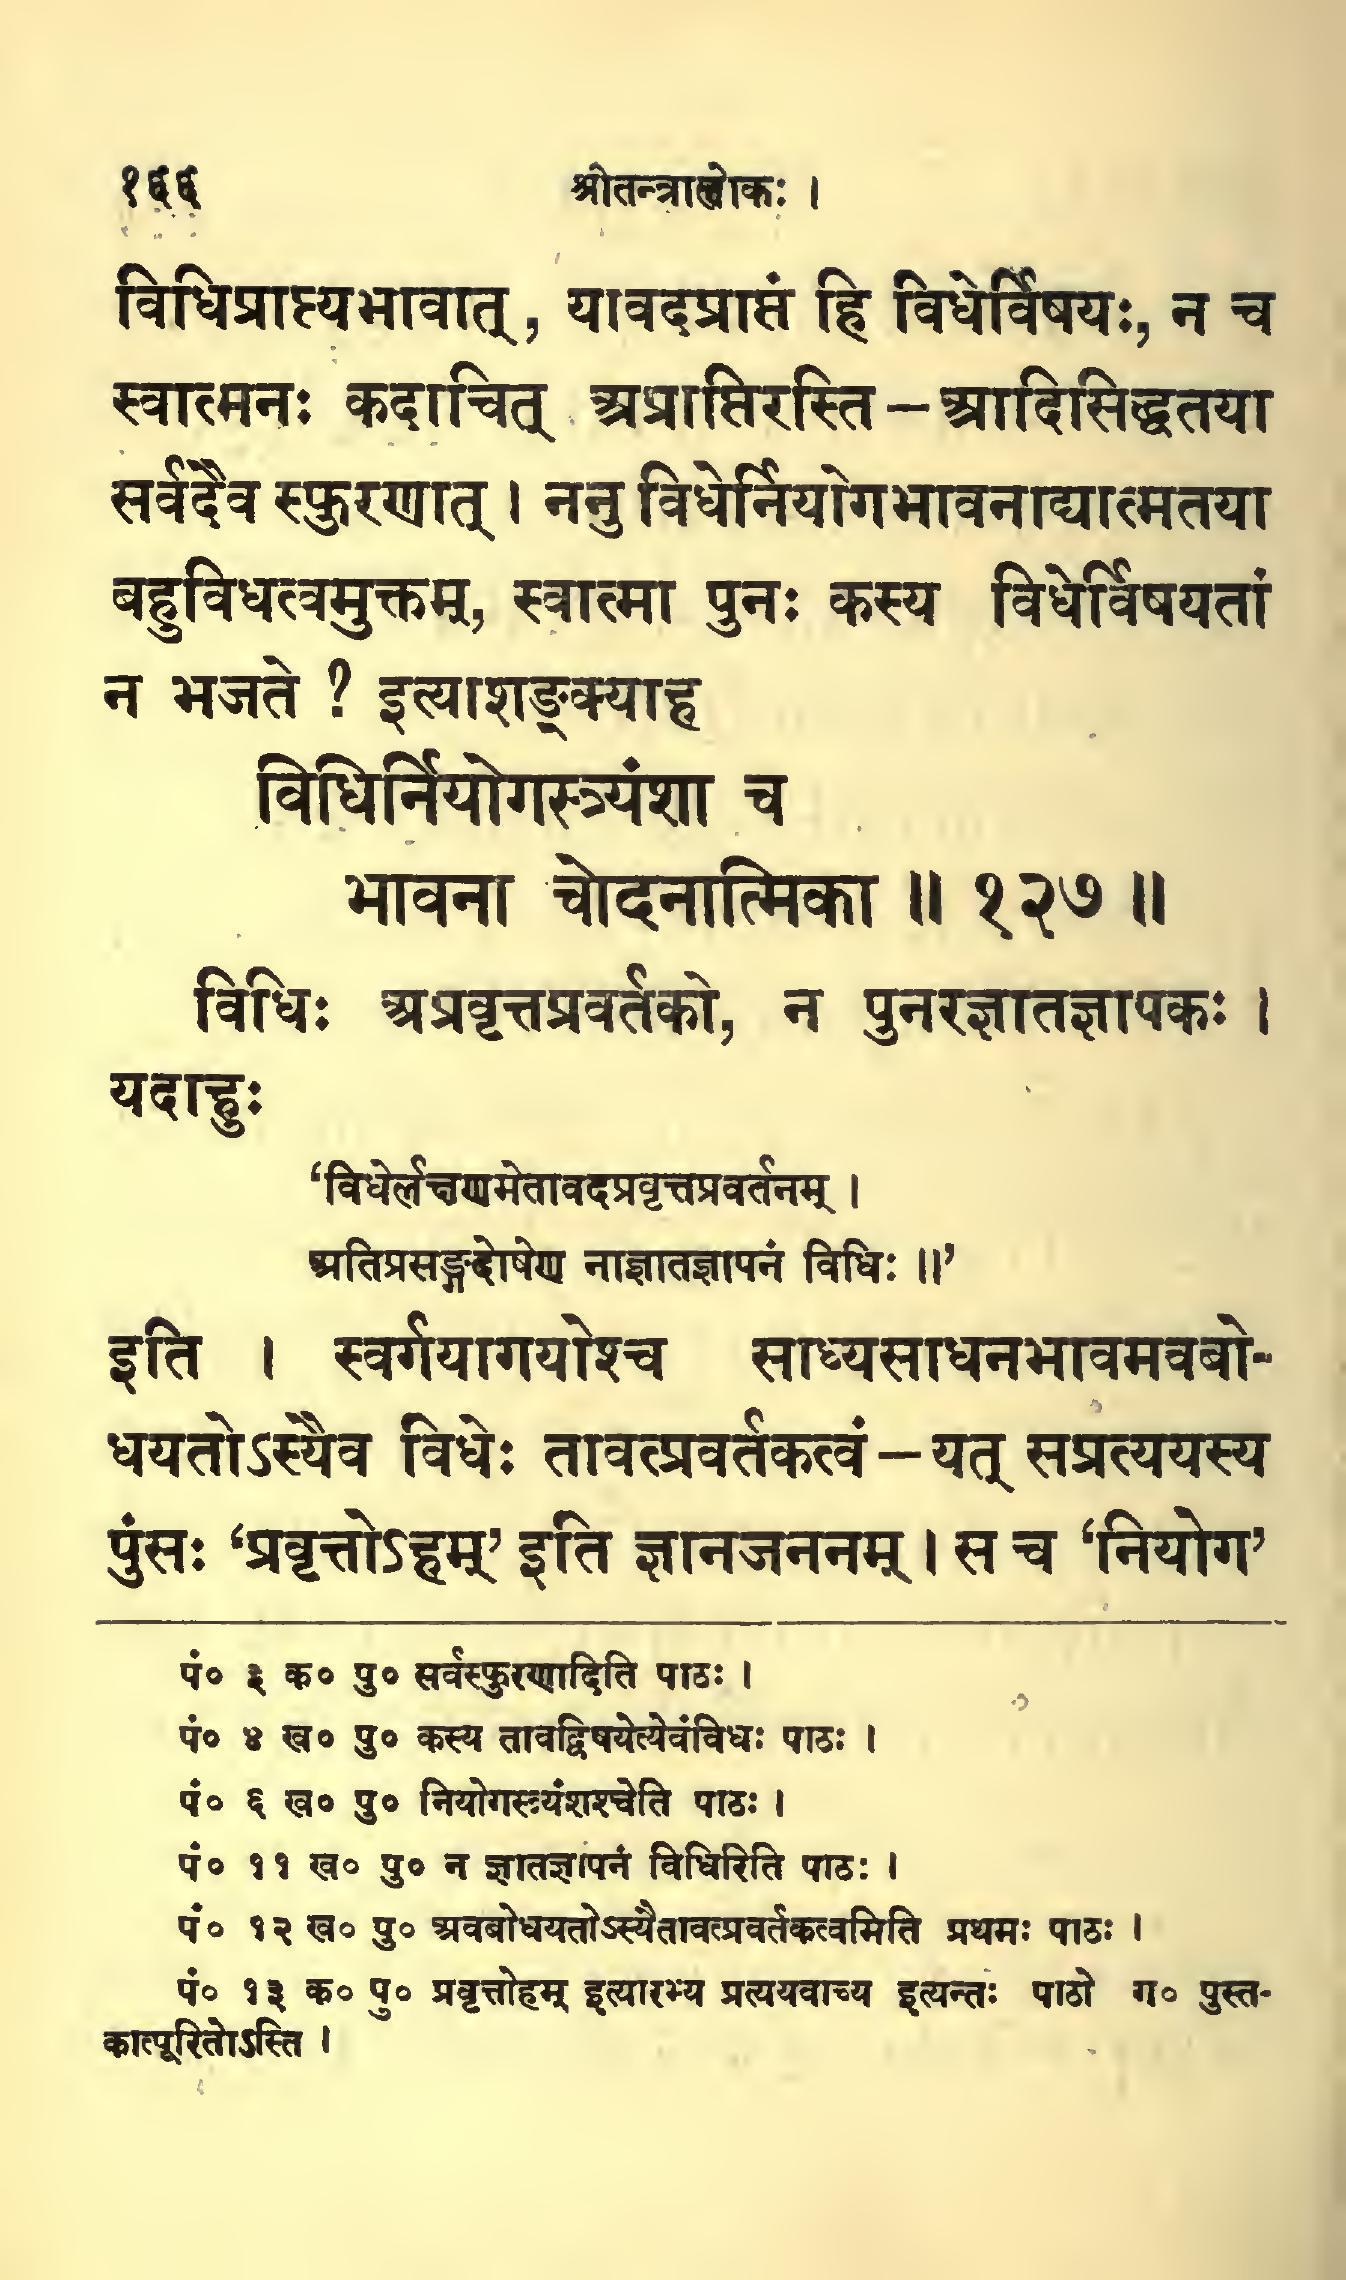 १६६ श्रीतन्त्रालोकः ।
विधिप्राप्त्यभावात्, यावदप्राप्तं हि विधेर्विषयः, न च
स्वात्मनः कदाचित् अप्राप्तिरस्ति – आदिसिद्धतया
सर्वदैव स्फुरणात् । ननु विधेर्नियोगभावनाद्यात्मतया
बहुविधत्वमुक्तम्, स्वात्मा पुनः कस्य विधेर्विषयतां
न भजते ? इत्याशङ्क्याह
विधिर्नियोगस्त्र्यंशा च
भावना चोदनात्मिका ॥ १२७ ॥
विधिः अप्रवृत्तप्रवर्तको, न पुनरज्ञातज्ञापकः ।
यदाहुः
‘विधेर्लक्षणमेतावदप्रवृत्तप्रवर्तनम् ।
अतिप्रसङ्गदोषेण नाज्ञातज्ञापनं विधिः ॥’
इति । स्वर्गयागयोश्च साध्यसाधनभावमवबो-
धयतोऽस्यैव विधेः तावत्प्रवर्तकत्वं – यत् सप्रत्ययस्य
पुंसः ‘प्रवृत्तोऽहम्’ इति ज्ञानजननम् । स च ‘नियोग’
पं० ३ क० पु० सर्वस्फुरणादिति पाठः ।
पं० ४ ख० पु० कस्य तावद्विषयेत्येवंविधः पाठः ।
पं० ६ ख० पु० नियोगस्त्र्यंशश्चेति पाठः ।
पं० ११ ख० पु० न ज्ञातज्ञापनं विधिरिति पाठः ।
पं० १२ ख० पु० अवबोधयतोऽस्यैतावत्प्रवर्तकत्वमिति प्रथमः पाठः ।
पं० १३ क० पु० प्रवृत्तोहम् इत्यारभ्य प्रत्ययवाच्य इत्यन्तः पाठो ग० पुस्त-
कात्पूरितोऽस्ति ।